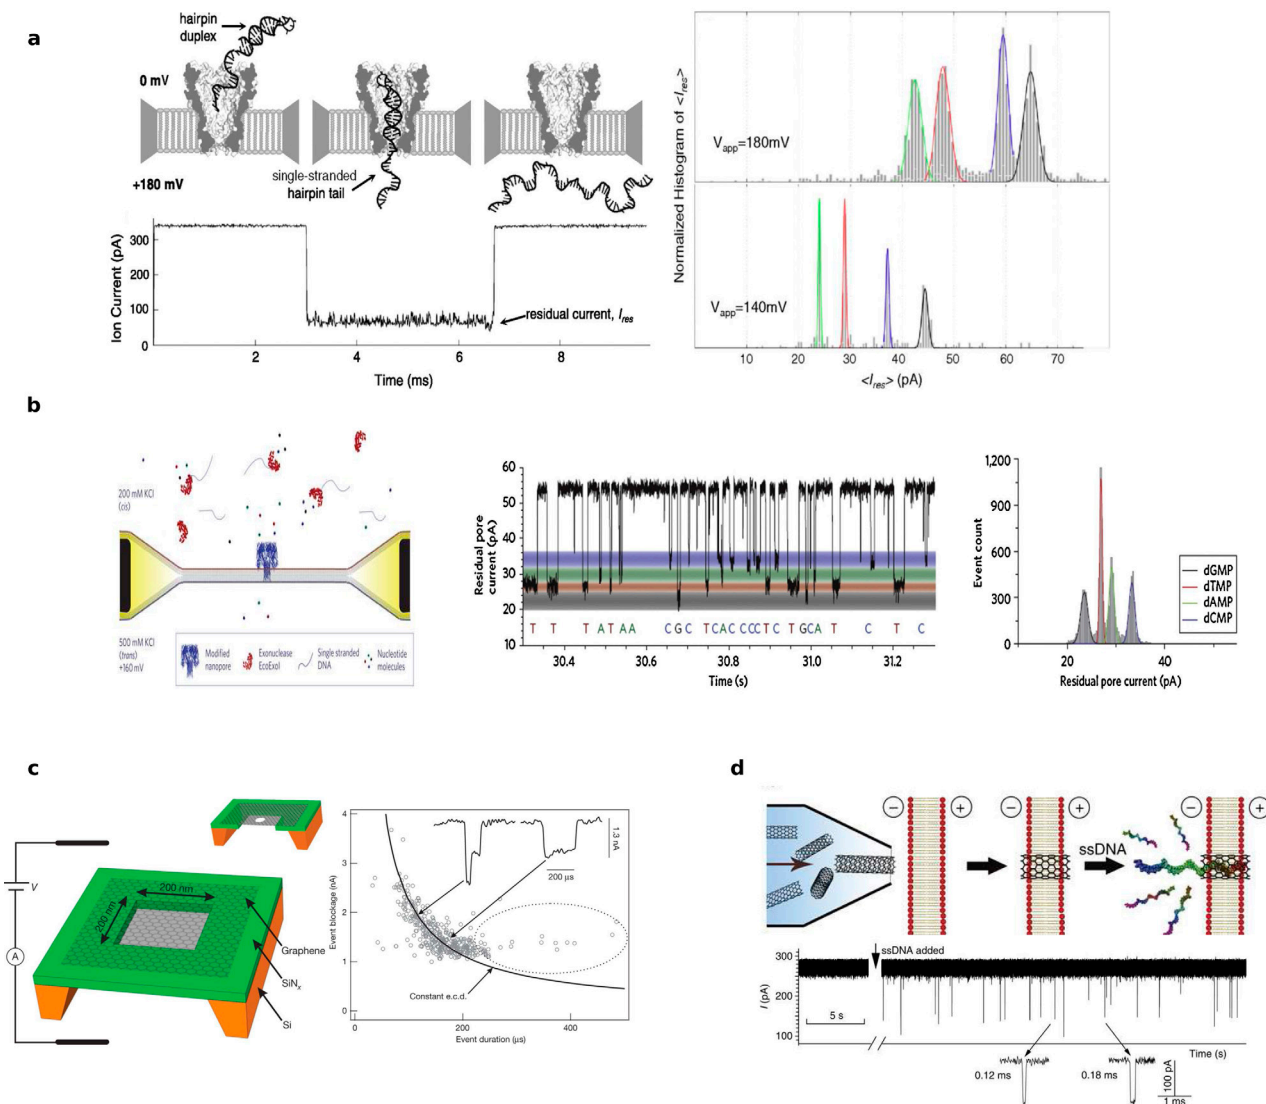 a
hairpin
duplex
0 mV
+180 mV
single-stranded
hairpin tail
Ion Current (pA)
300
200
100
0
residual current, Ires
2
4
6
8
Time (ms)
Normalized Histogram of <Ires>
Vapp=180mV
Vapp=140mV
10
20
30
40
50
60
70
<Ires> (pA)
b
200 mM KCl
(cis)
500 mM KCl
(trans)
+160 mV
Modified
nanopore
Exonuclease
EcoExoI
Single stranded
DNA
Nucleotide
molecules
Residual pore
current (pA)
60
50
40
30
20
10
T T T A T A A C G C T C A C C C C T C T G C A T C T C
30.4
30.6
30.8
31.0
31.2
Time (s)
Event count
1,200
900
600
300
0
dGMP
dTMP
dAMP
dCMP
20
40
Residual pore current (pA)
c
V
A
200 nm
200 nm
Graphene
SiNx
Si
Event blockage (nA)
4
3
2
1
0
1.3 nA
200 µs
Constant e.c.d.
0
200
400
Event duration (µs)
d
− +
− +
− +
ssDNA
ssDNA added
I (pA)
300
200
100
5 s
Time (s)
0.12 ms
0.18 ms
100 pA
1 ms